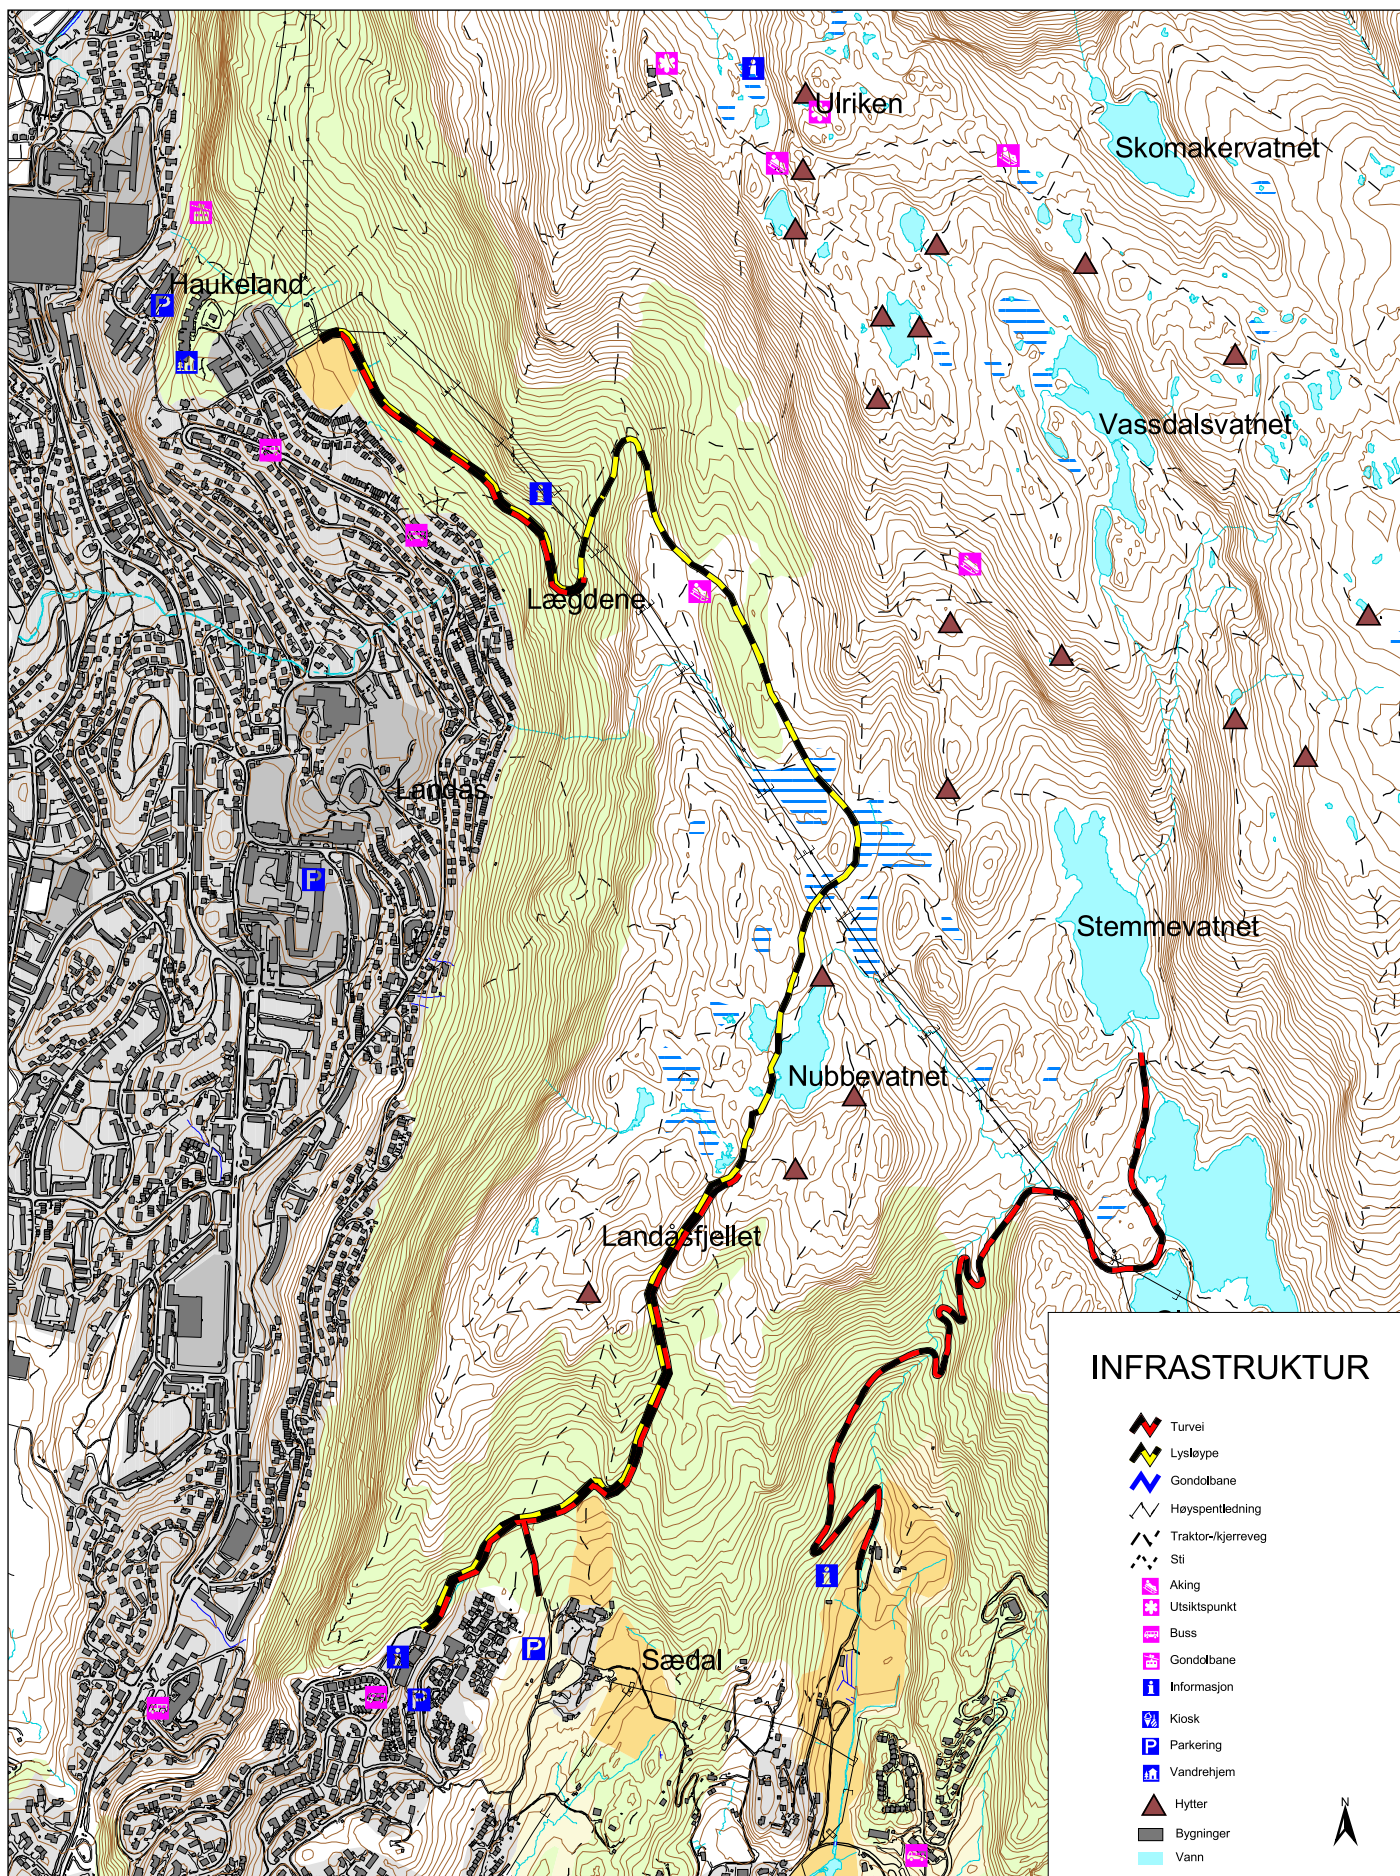 Ulriken
Skomakervatnet
Haukeland
Vassdalsvatnet
Lægdene
Landås
Stemmevatnet
Nubbevatnet
Landåsfjellet
Sædal
P
P
P
P
INFRASTRUKTUR
Turvei
Lysløype
Gondolbane
Høyspentledning
Traktor-/kjerreveg
Sti
Aking
Utsiktspunkt
Buss
Gondolbane
Informasjon
Kiosk
P Parkering
Vandrehjem
Hytter
Bygninger
Vann
N